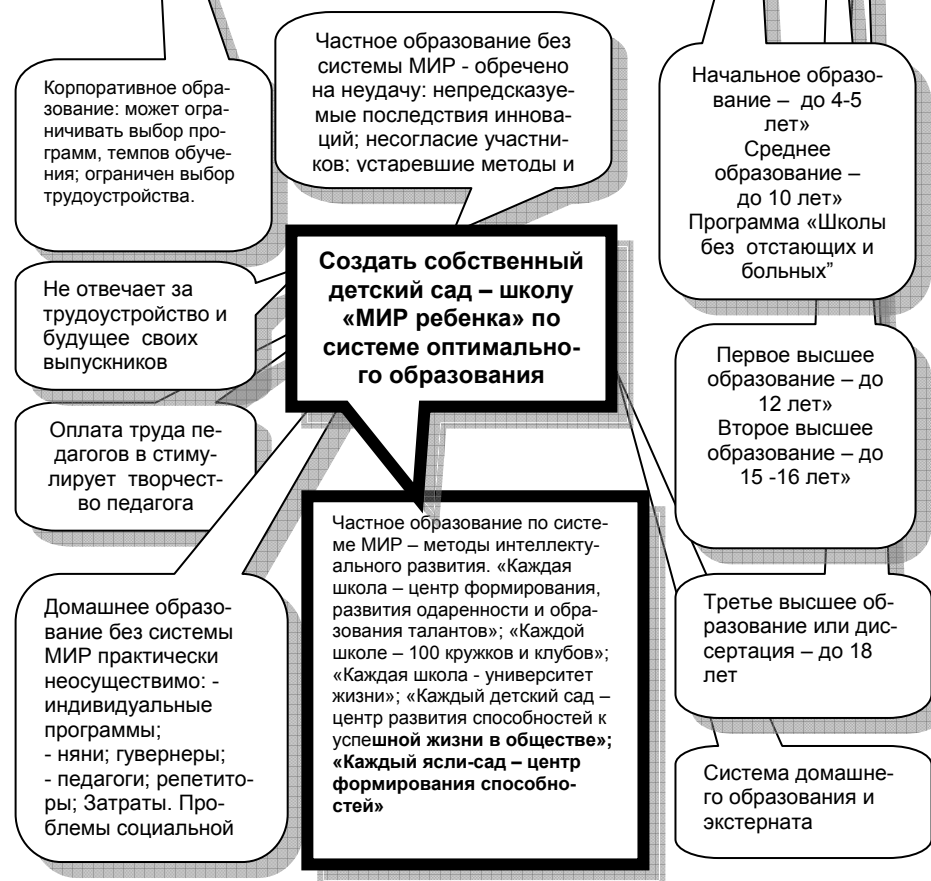 Корпоративное обра-
зование: может огра-
ничивать выбор про-
грамм, темпов обуче-
ния; ограничен выбор
трудоустройства.
Частное образование без
системы МИР - обречено
на неудачу: непредсказуе-
мые последствия иннова-
ций; несогласие участни-
ков; устаревшие методы и
Начальное образо-
вание – до 4-5
лет»
Среднее
образование –
до 10 лет»
Программа «Школы
без отстающих и
больных”
Не отвечает за
трудоустройство и
будущее своих
выпускников
Создать собственный
детский сад – школу
«МИР ребенка» по
системе оптимально-
го образования
Первое высшее
образование – до
12 лет»
Второе высшее
образование – до
15 -16 лет»
Оплата труда пе-
дагогов в стиму-
лирует творчест-
во педагога
Частное образование по систе-
ме МИР – методы интеллекту-
ального развития. «Каждая
школа – центр формирования,
развития одаренности и обра-
зования талантов»; «Каждой
школе – 100 кружков и клубов»;
«Каждая школа - университет
жизни»; «Каждый детский сад –
центр развития способностей к
успешной жизни в обществе»;
«Каждый ясли-сад – центр
формирования способно-
стей»
Домашнее образо-
вание без системы
МИР практически
неосуществимо: -
индивидуальные
программы;
- няни; гувернеры;
- педагоги; репетито-
ры; Затраты. Про-
блемы социальной
Третье высшее об-
разование или дис-
сертация – до 18
лет
Система домашне-
го образования и
экстерната